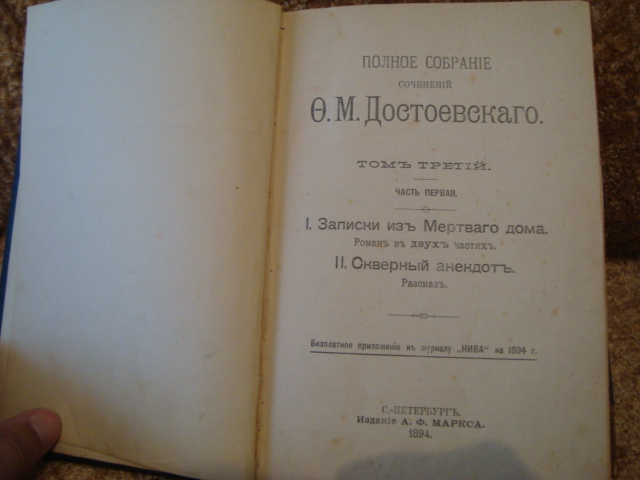 ПОЛНОЕ СОБРАНІЕ
СОЧИНЕНІЙ
Ѳ. М. Достоевскаго.
ТОМЪ ТРЕТІЙ.
ЧАСТЬ ПЕРВАЯ.
I. Записки изъ Мертваго дома.
Романъ въ двухъ частяхъ.
II. Скверный анекдотъ.
Разсказъ.
Безплатное приложеніе къ журналу „НИВА“ на 1894 г.
С.-ПЕТЕРБУРГЪ.
Изданіе А. Ф. МАРКСА.
1894.